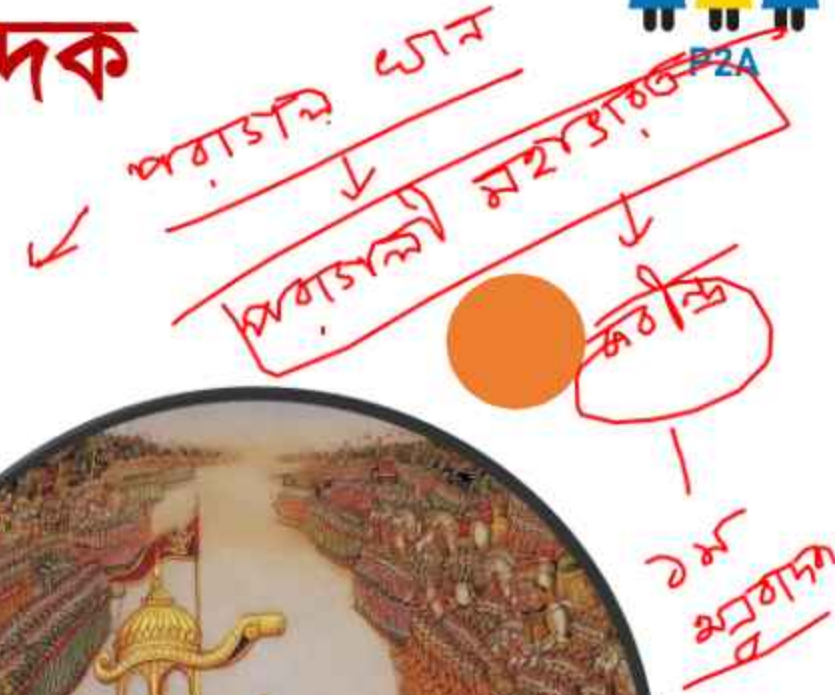 দক
P2A
পরাগল খান
পরাগলী মহাভারত
কবীন্দ্র
১ম
অনুবাদক